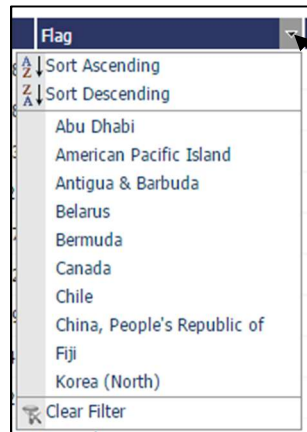 Flag
Sort Ascending
Sort Descending
Abu Dhabi
American Pacific Island
Antigua & Barbuda
Belarus
Bermuda
Canada
Chile
China, People's Republic of
Fiji
Korea (North)
Clear Filter